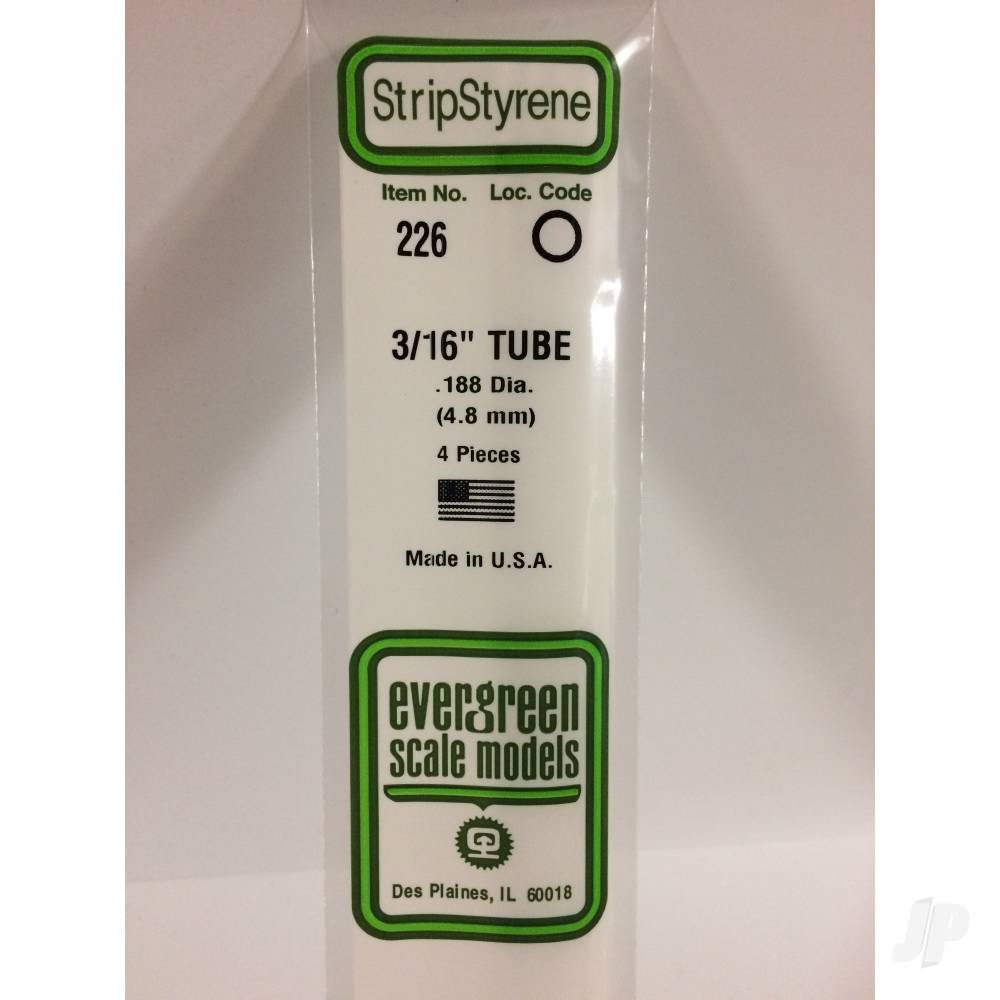 StripStyrene
Item No. Loc. Code
226
3/16" TUBE
.188 Dia.
(4.8 mm)
4 Pieces
Made in U.S.A.
evergreen
scale models
Des Plaines, IL 60018
JP